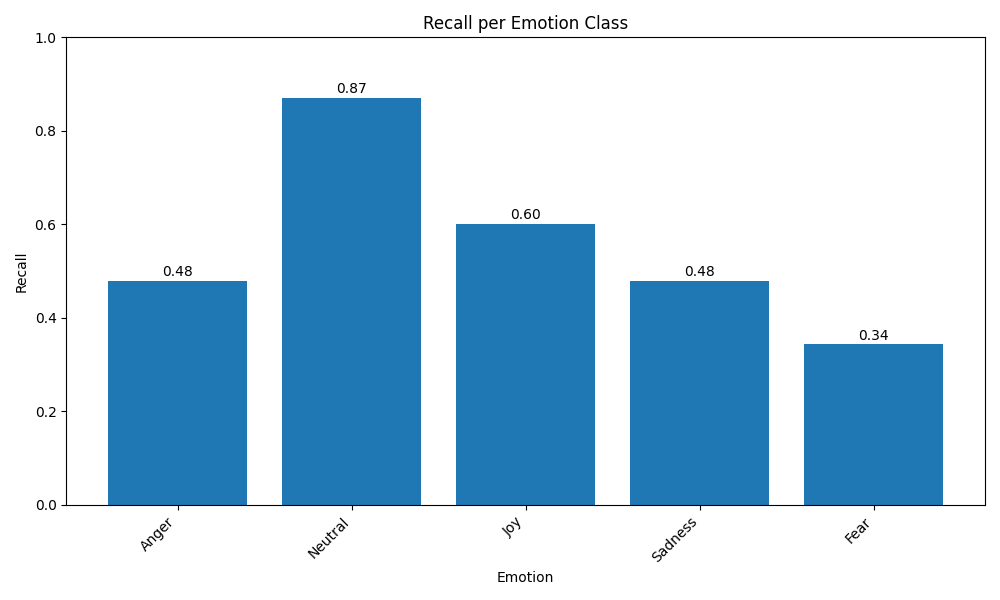 Recall per Emotion Class
1.0
0.8
0.6
0.4
0.2
0.0
Recall
0.48
0.87
0.60
0.48
0.34
Anger
Neutral
Joy
Sadness
Fear
Emotion